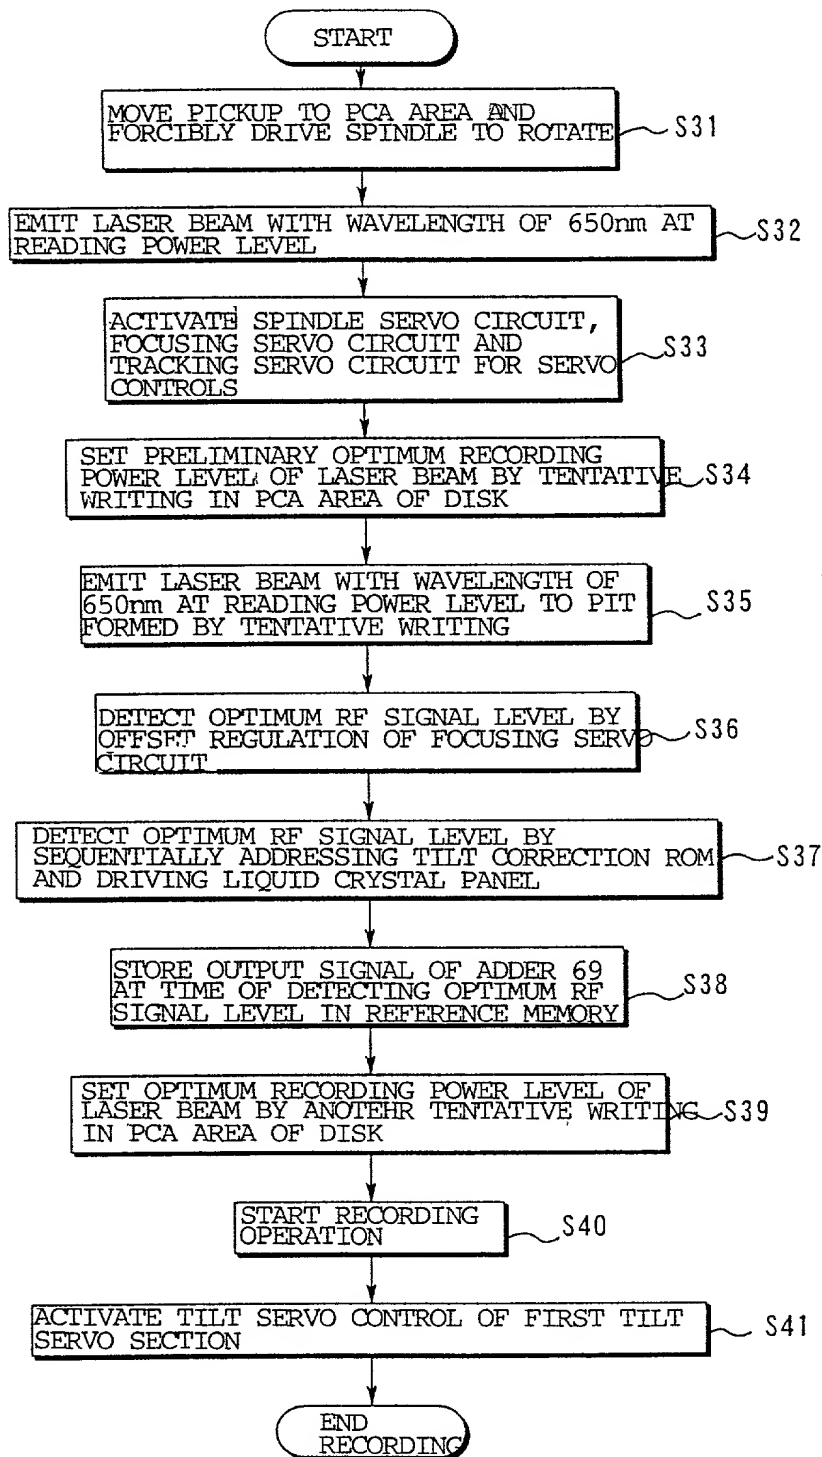 START
MOVE PICKUP TO PCA AREA AND
FORCIBLY DRIVE SPINDLE TO ROTATE
S31
EMIT LASER BEAM WITH WAVELENGTH OF 650nm AT
READING POWER LEVEL
S32
ACTIVATE SPINDLE SERVO CIRCUIT,
FOCUSING SERVO CIRCUIT AND
TRACKING SERVO CIRCUIT FOR SERVO
CONTROLS
S33
SET PRELIMINARY OPTIMUM RECORDING
POWER LEVEL OF LASER BEAM BY TENTATIVE
WRITING IN PCA AREA OF DISK
S34
EMIT LASER BEAM WITH WAVELENGTH OF
650nm AT READING POWER LEVEL TO PIT
FORMED BY TENTATIVE WRITING
S35
DETECT OPTIMUM RF SIGNAL LEVEL BY
OFFSET REGULATION OF FOCUSING SERVO
CIRCUIT
S36
DETECT OPTIMUM RF SIGNAL LEVEL BY
SEQUENTIALLY ADDRESSING TILT CORRECTION ROM
AND DRIVING LIQUID CRYSTAL PANEL
S37
STORE OUTPUT SIGNAL OF ADDER 69
AT TIME OF DETECTING OPTIMUM RF
SIGNAL LEVEL IN REFERENCE MEMORY
S38
SET OPTIMUM RECORDING POWER LEVEL OF
LASER BEAM BY ANOTEHR TENTATIVE WRITING
IN PCA AREA OF DISK
S39
START RECORDING
OPERATION
S40
ACTIVATE TILT SERVO CONTROL OF FIRST TILT
SERVO SECTION
S41
END
RECORDING